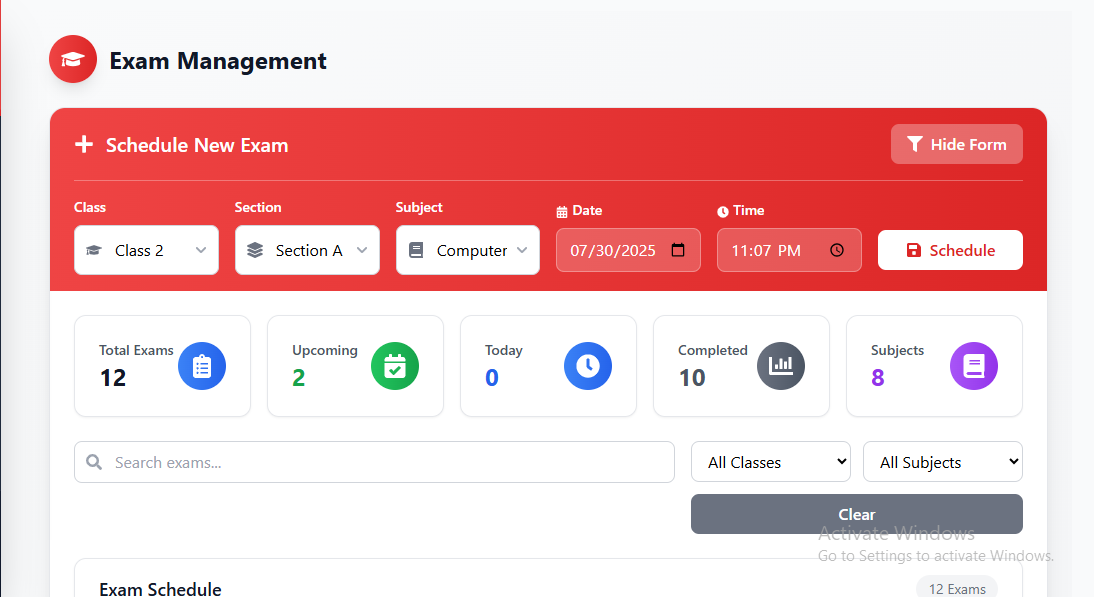 Exam Management
Schedule New Exam
Hide Form
Class
Section
Subject
Date
Time
Class 2
Section A
Computer
07/30/2025
11:07 PM
Schedule
Total Exams
12
Upcoming
2
Today
0
Completed
10
Subjects
8
Search exams...
All Classes
All Subjects
Clear
Activate Windows
Go to Settings to activate Windows.
Exam Schedule
12 Exams